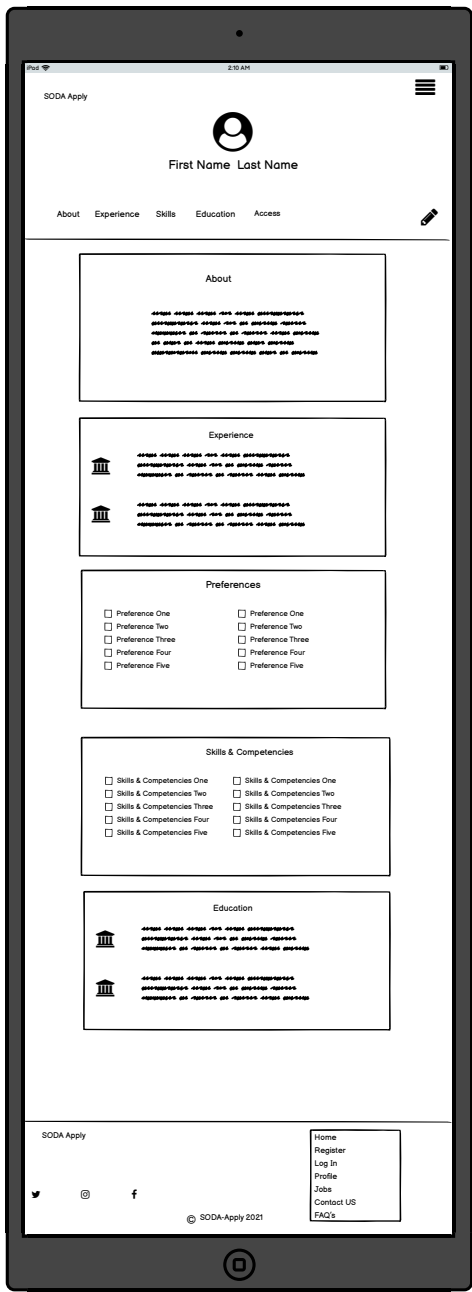 iPad 2:10 AM
SODA Apply
First Name Last Name
About Experience Skills Education Access
About
Experience
Preferences
Preference One Preference One
Preference Two Preference Two
Preference Three Preference Three
Preference Four Preference Four
Preference Five Preference Five
Skills & Competencies
Skills & Competencies One Skills & Competencies One
Skills & Competencies Two Skills & Competencies Two
Skills & Competencies Three Skills & Competencies Three
Skills & Competencies Four Skills & Competencies Four
Skills & Competencies Five Skills & Competencies Five
Education
SODA Apply
Home
Register
Log In
Profile
Jobs
Contact US
FAQ's
© SODA-Apply 2021